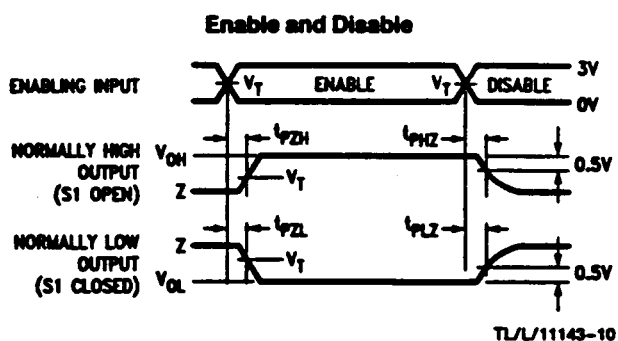 Enable and Disable
ENABLING INPUT
V_T
ENABLE
V_T
DISABLE
3V
0V
NORMALLY HIGH
OUTPUT
(S1 OPEN)
V_OH
Z
t_PZH
V_T
t_PHZ
0.5V
NORMALLY LOW
OUTPUT
(S1 CLOSED)
Z
V_OL
t_PZL
V_T
t_PLZ
0.5V
TL/L/11143–10